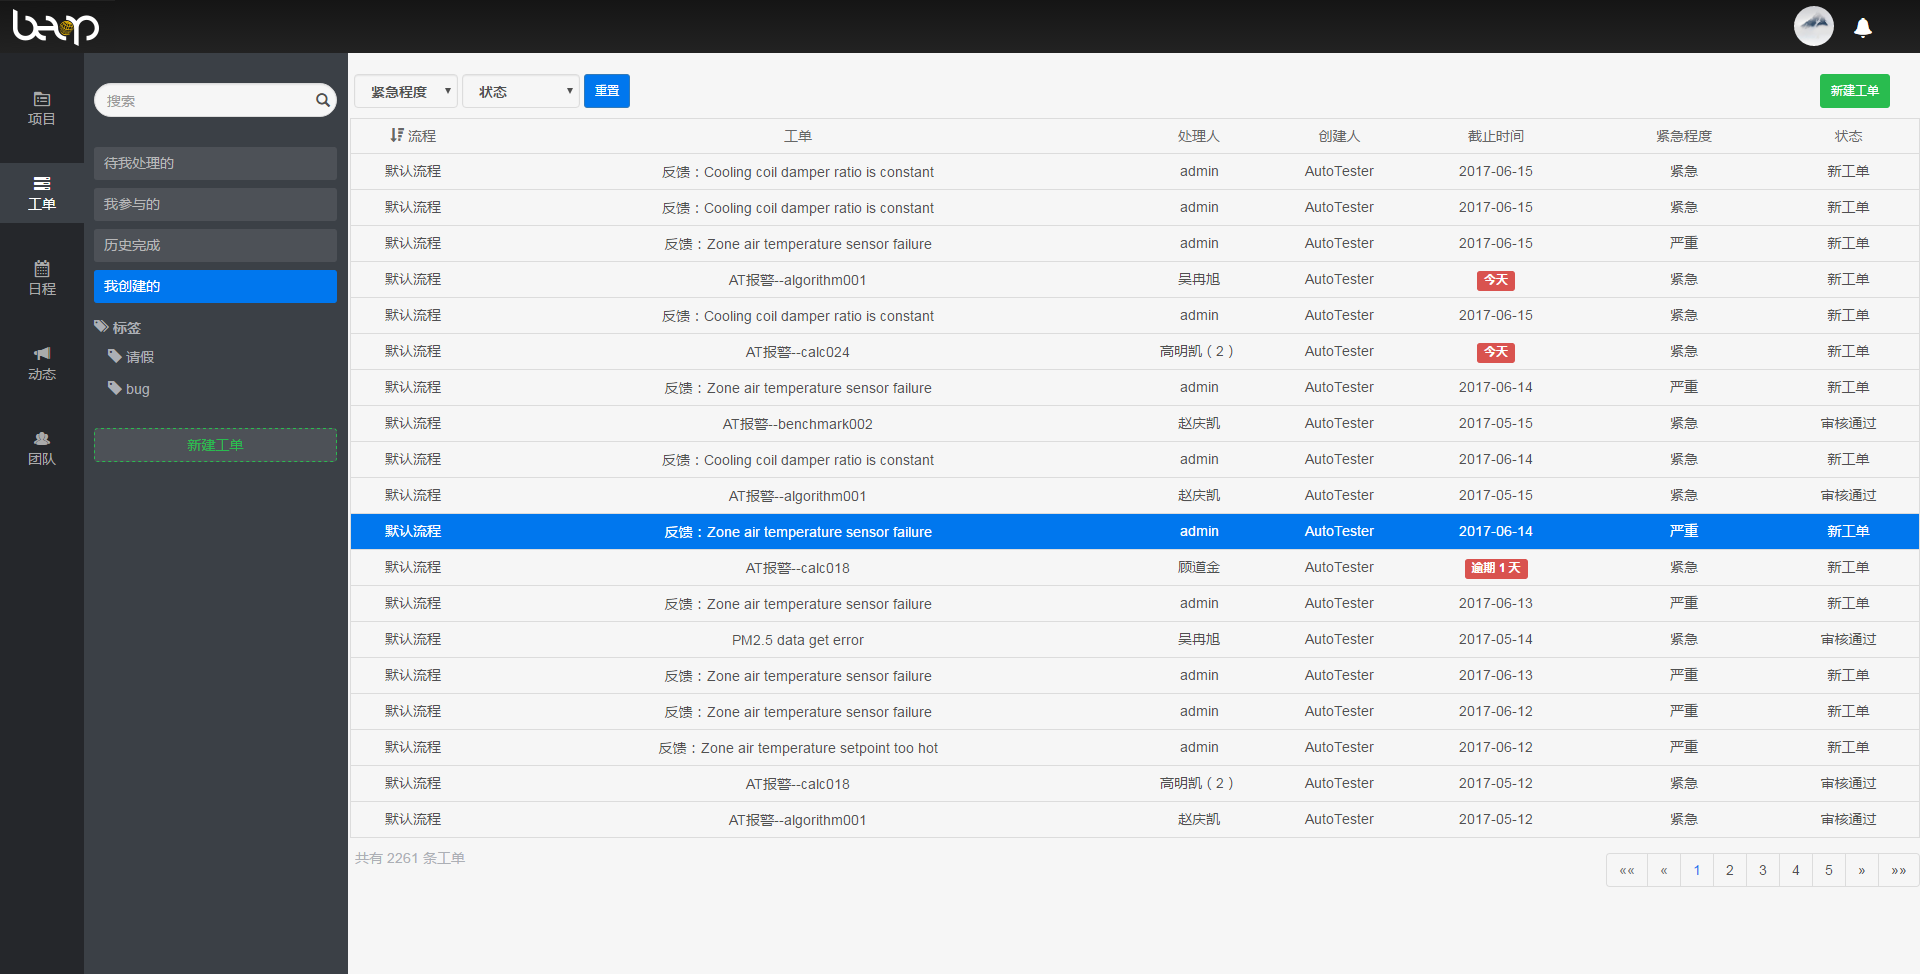 beop
项目
工单
日程
动态
团队
搜索
待我处理的
我参与的
历史完成
我创建的
标签
请假
bug
新建工单
紧急程度 状态 重置 新建工单
流程 工单 处理人 创建人 截止时间 紧急程度 状态
默认流程 反馈：Cooling coil damper ratio is constant admin AutoTester 2017-06-15 紧急 新工单
默认流程 反馈：Cooling coil damper ratio is constant admin AutoTester 2017-06-15 紧急 新工单
默认流程 反馈：Zone air temperature sensor failure admin AutoTester 2017-06-15 严重 新工单
默认流程 AT报警--algorithm001 吴冉旭 AutoTester 今天 紧急 新工单
默认流程 反馈：Cooling coil damper ratio is constant admin AutoTester 2017-06-15 紧急 新工单
默认流程 AT报警--calc024 高明凯（2） AutoTester 今天 紧急 新工单
默认流程 反馈：Zone air temperature sensor failure admin AutoTester 2017-06-14 严重 新工单
默认流程 AT报警--benchmark002 赵庆凯 AutoTester 2017-05-15 紧急 审核通过
默认流程 反馈：Cooling coil damper ratio is constant admin AutoTester 2017-06-14 紧急 新工单
默认流程 AT报警--algorithm001 赵庆凯 AutoTester 2017-05-15 紧急 审核通过
默认流程 反馈：Zone air temperature sensor failure admin AutoTester 2017-06-14 严重 新工单
默认流程 AT报警--calc018 顾道金 AutoTester 逾期 1 天 紧急 新工单
默认流程 反馈：Zone air temperature sensor failure admin AutoTester 2017-06-13 严重 新工单
默认流程 PM2.5 data get error 吴冉旭 AutoTester 2017-05-14 紧急 审核通过
默认流程 反馈：Zone air temperature sensor failure admin AutoTester 2017-06-13 严重 新工单
默认流程 反馈：Zone air temperature sensor failure admin AutoTester 2017-06-12 严重 新工单
默认流程 反馈：Zone air temperature setpoint too hot admin AutoTester 2017-06-12 严重 新工单
默认流程 AT报警--calc018 高明凯（2） AutoTester 2017-05-12 紧急 审核通过
默认流程 AT报警--algorithm001 赵庆凯 AutoTester 2017-05-12 紧急 审核通过
共有 2261 条工单
«« « 1 2 3 4 5 » »»